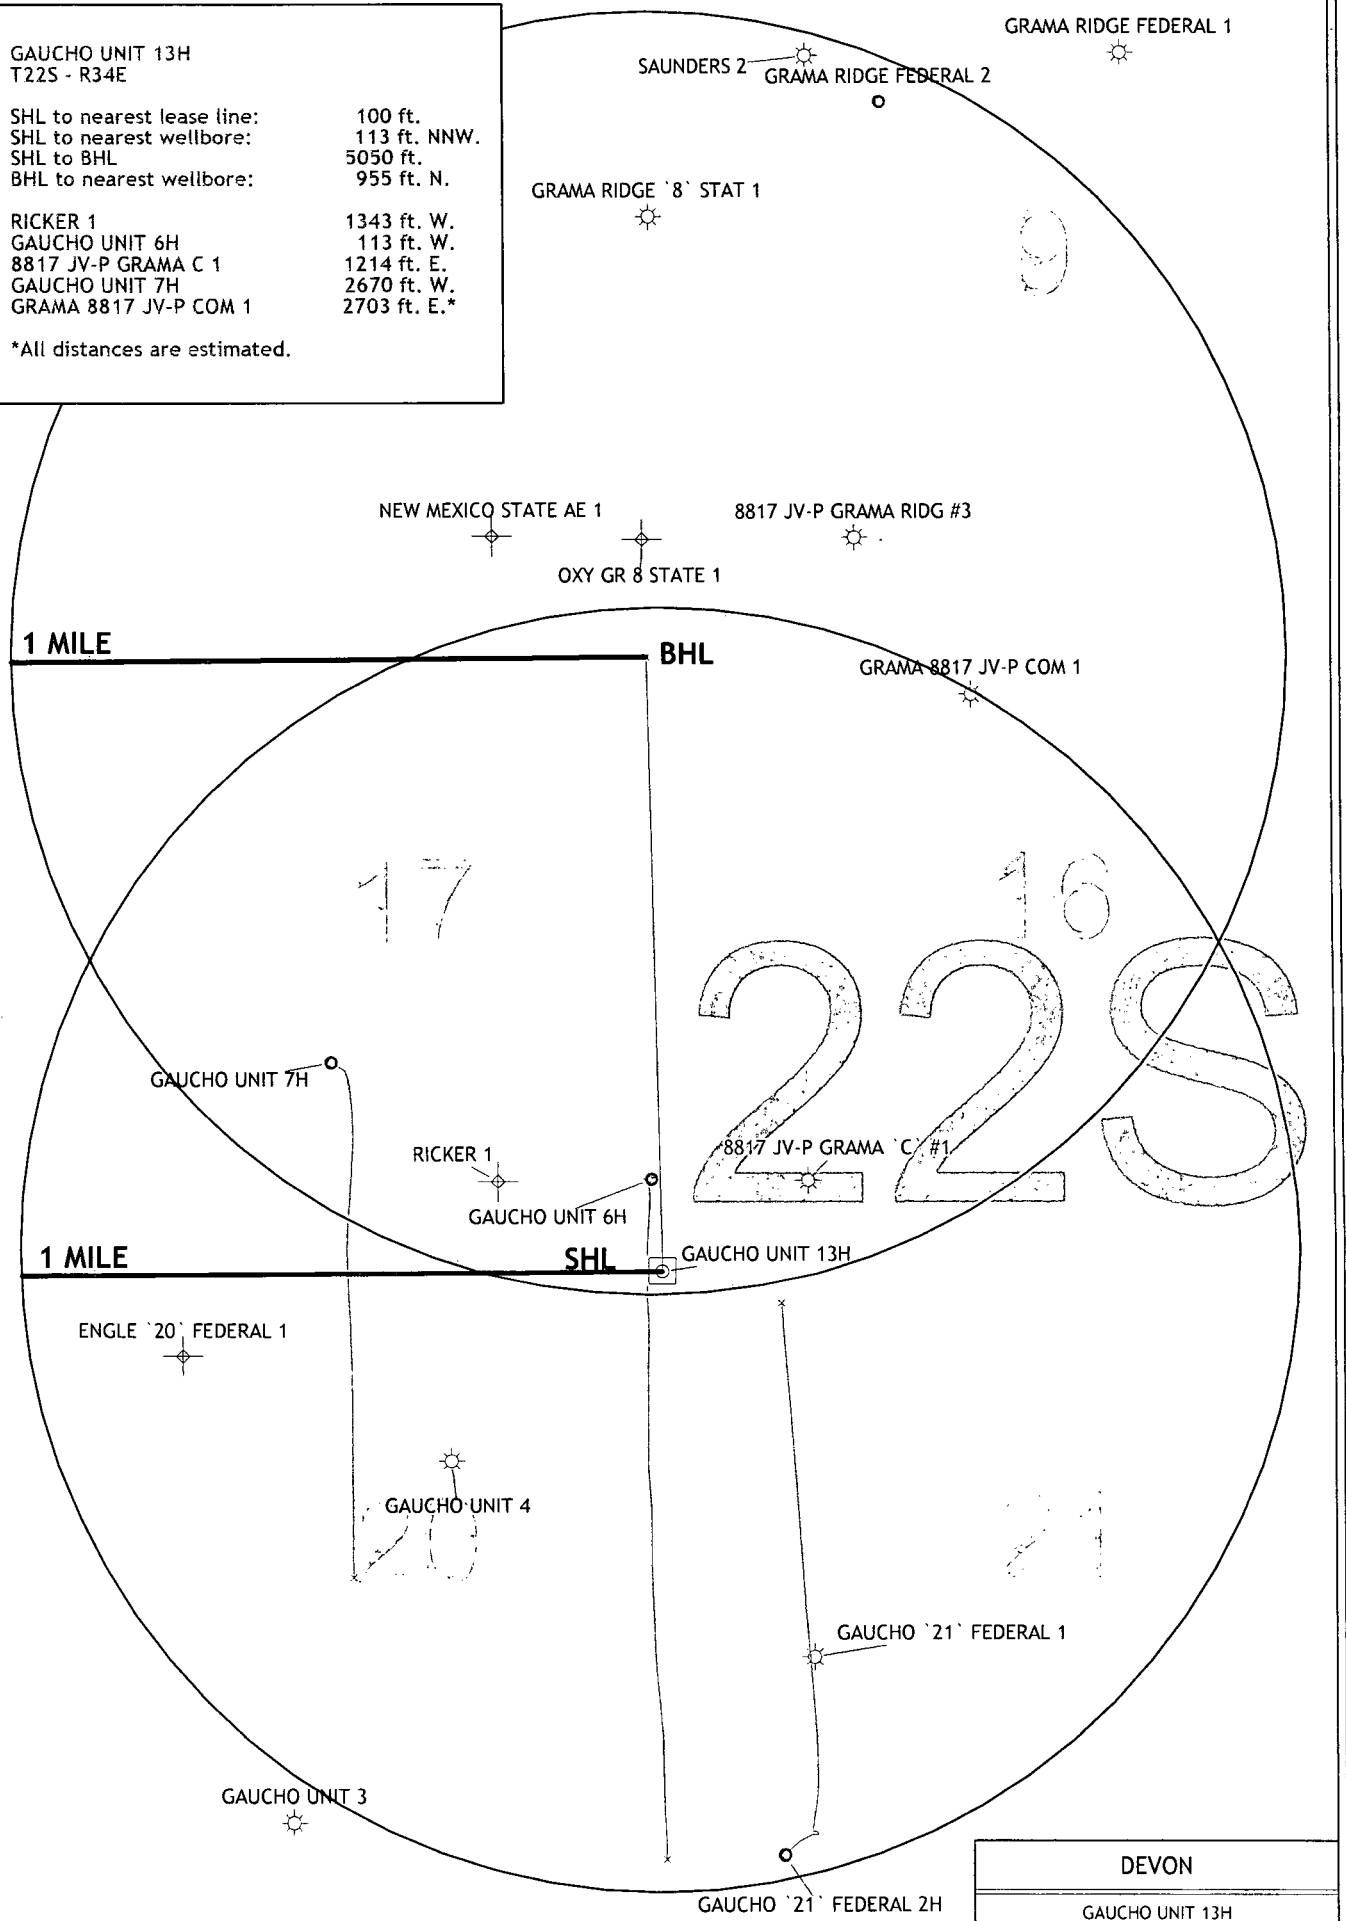 GAUCHO UNIT 13H
T22S - R34E
SHL to nearest lease line: 100 ft.
SHL to nearest wellbore: 113 ft. NNW.
SHL to BHL 5050 ft.
BHL to nearest wellbore: 955 ft. N.
RICKER 1 1343 ft. W.
GAUCHO UNIT 6H 113 ft. W.
8817 JV-P GRAMA C 1 1214 ft. E.
GAUCHO UNIT 7H 2670 ft. W.
GRAMA 8817 JV-P COM 1 2703 ft. E.*
*All distances are estimated.
GRAMA RIDGE FEDERAL 1
SAUNDERS 2
GRAMA RIDGE FEDERAL 2
GRAMA RIDGE `8` STAT 1
9
NEW MEXICO STATE AE 1
8817 JV-P GRAMA RIDG #3
OXY GR 8 STATE 1
1 MILE
BHL
GRAMA 8817 JV-P COM 1
17
16
22S
GAUCHO UNIT 7H
RICKER 1
8817 JV-P GRAMA `C` #1
GAUCHO UNIT 6H
1 MILE
SHL
GAUCHO UNIT 13H
ENGLE `20` FEDERAL 1
GAUCHO UNIT 4
20
21
GAUCHO `21` FEDERAL 1
GAUCHO UNIT 3
GAUCHO `21` FEDERAL 2H
DEVON
GAUCHO UNIT 13H